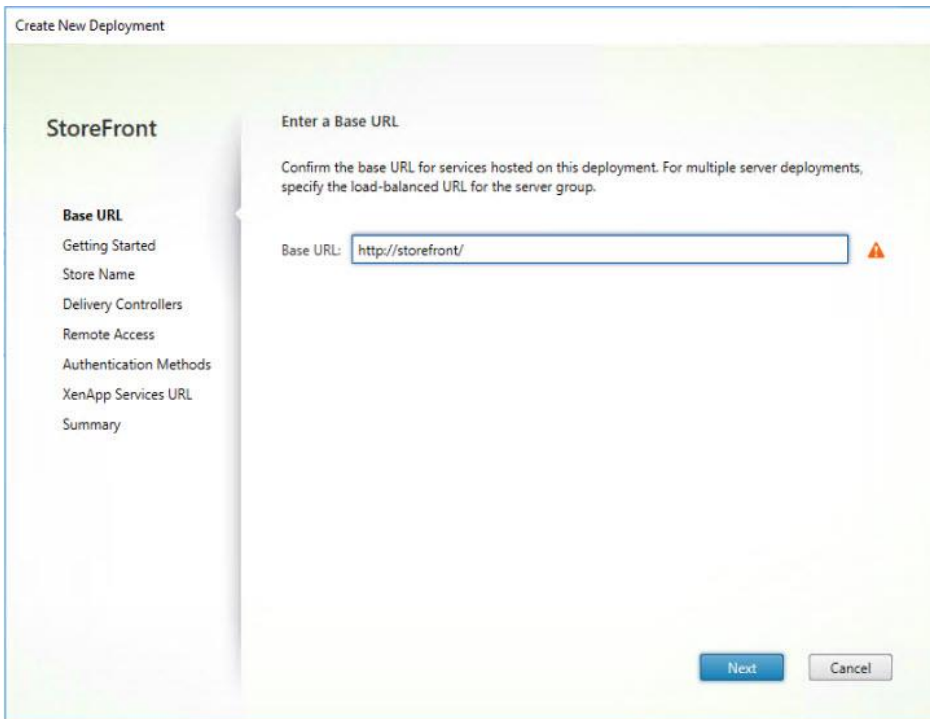 Create New Deployment
StoreFront
Base URL
Getting Started
Store Name
Delivery Controllers
Remote Access
Authentication Methods
XenApp Services URL
Summary
Enter a Base URL
Confirm the base URL for services hosted on this deployment. For multiple server deployments,
specify the load-balanced URL for the server group.
Base URL: http://storefront/
Next Cancel